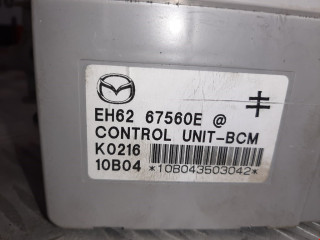 EH62 67560E @
CONTROL UNIT-BCM
K0216
10B04 *10B043503042*